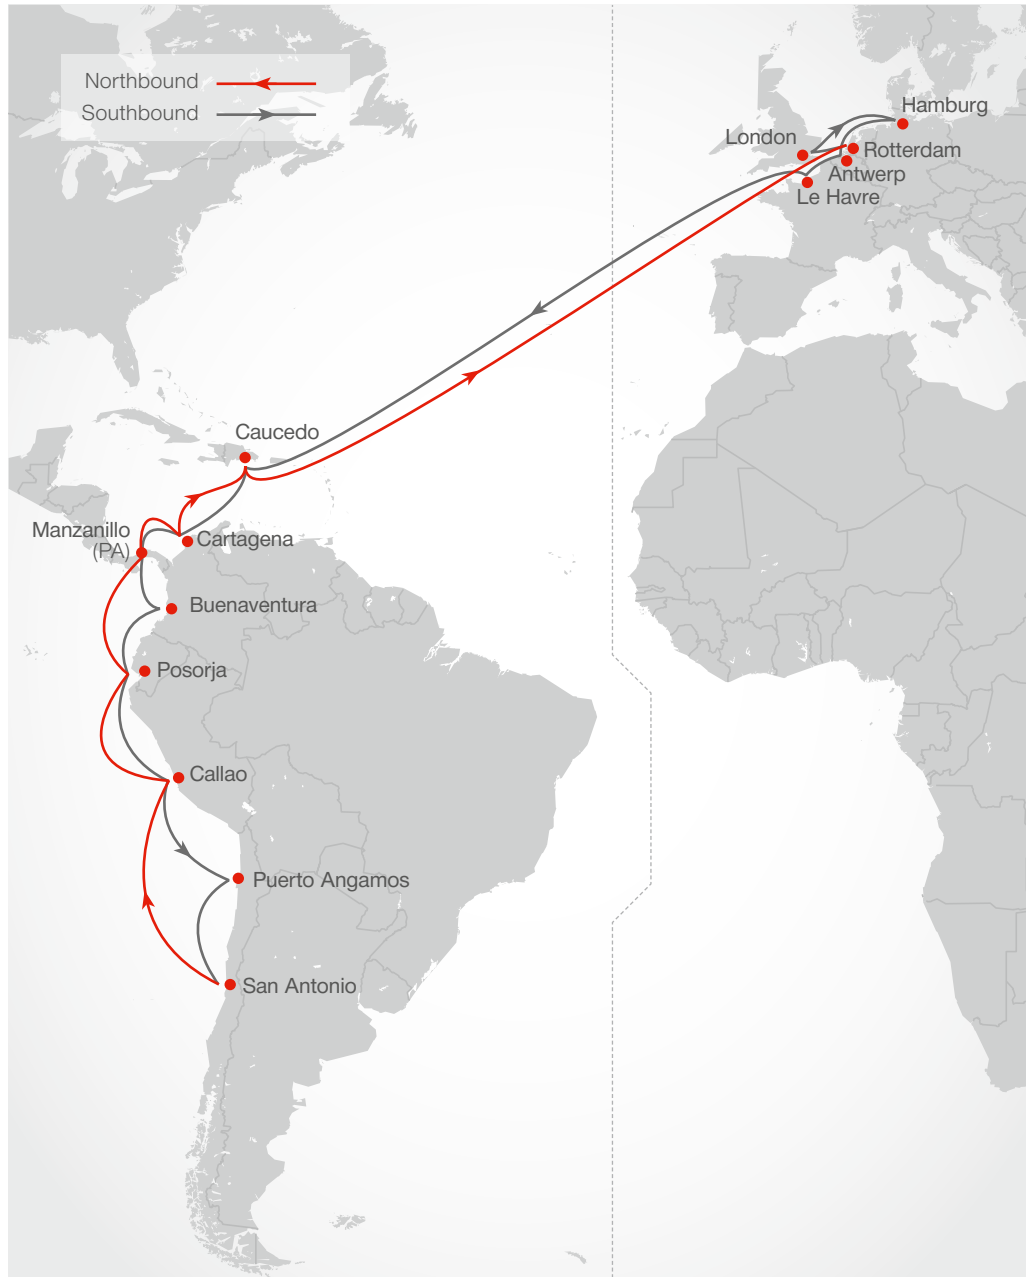 Northbound
Southbound
Hamburg
London
Rotterdam
Antwerp
Le Havre
Caucedo
Manzanillo
(PA)
Cartagena
Buenaventura
Posorja
Callao
Puerto Angamos
San Antonio